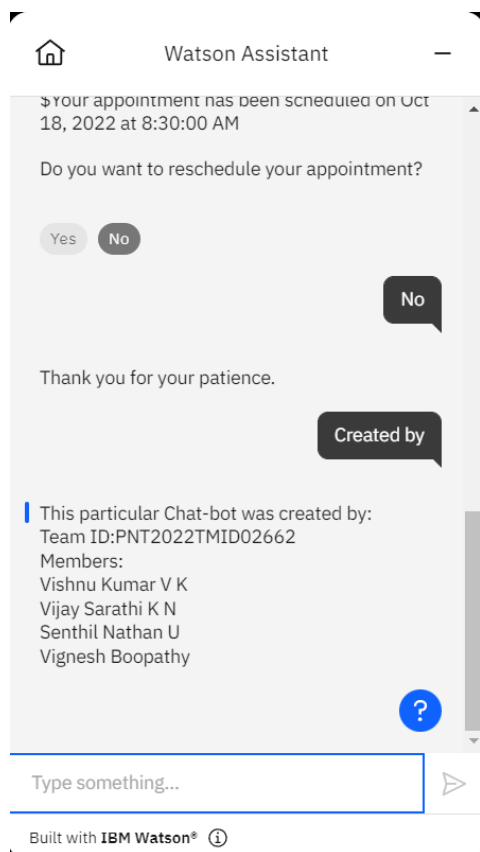 Watson Assistant
$Your appointment has been scheduled on Oct
18, 2022 at 8:30:00 AM
Do you want to reschedule your appointment?
Yes No
No
Thank you for your patience.
Created by
This particular Chat-bot was created by:
Team ID:PNT2022TMID02662
Members:
Vishnu Kumar V K
Vijay Sarathi K N
Senthil Nathan U
Vignesh Boopathy
?
Type something...
Built with IBM Watson®